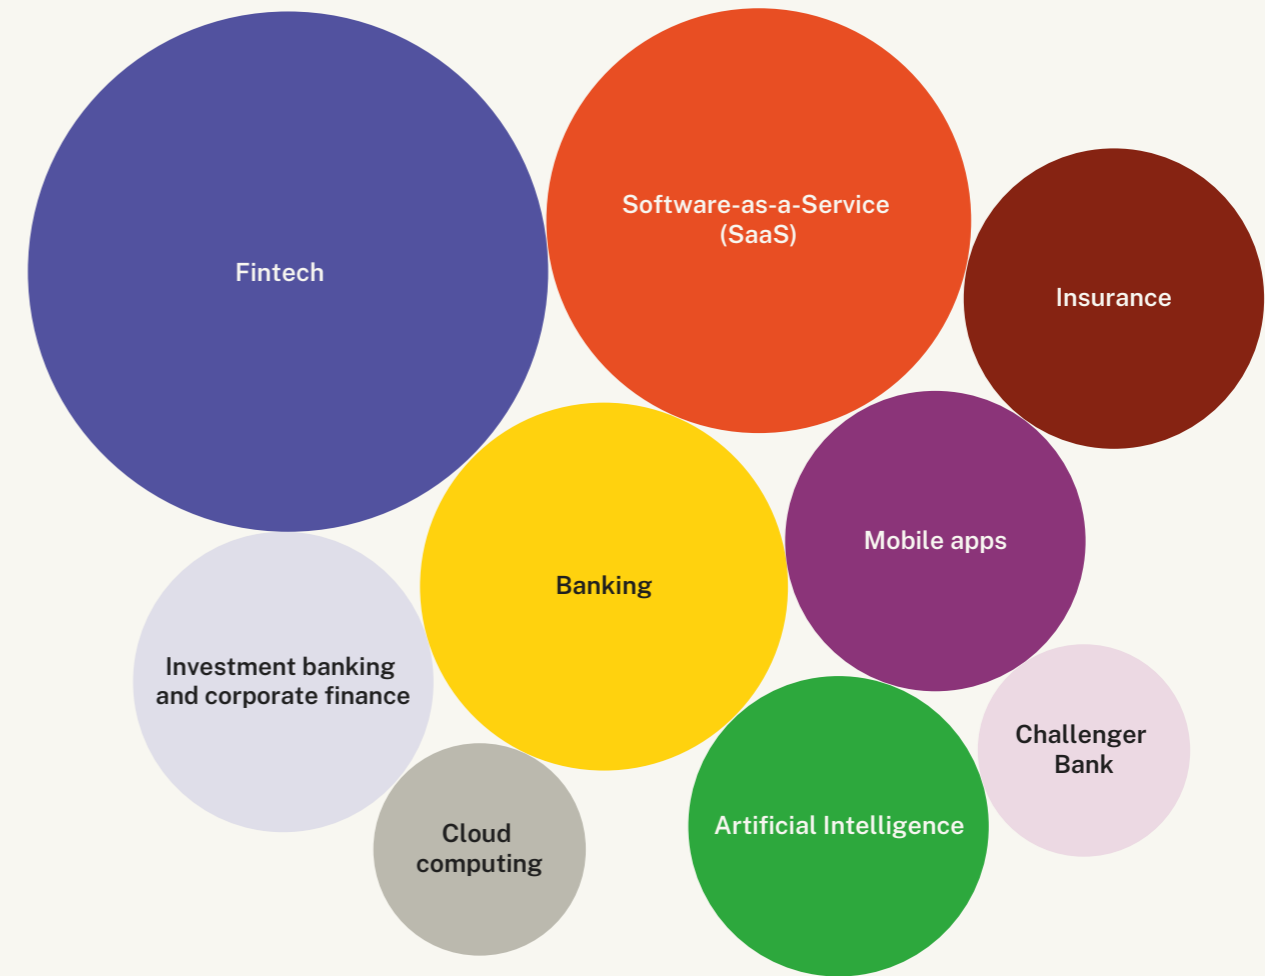 Fintech
Software-as-a-Service
(SaaS)
Insurance
Banking
Mobile apps
Investment banking
and corporate finance
Cloud
computing
Artificial Intelligence
Challenger
Bank